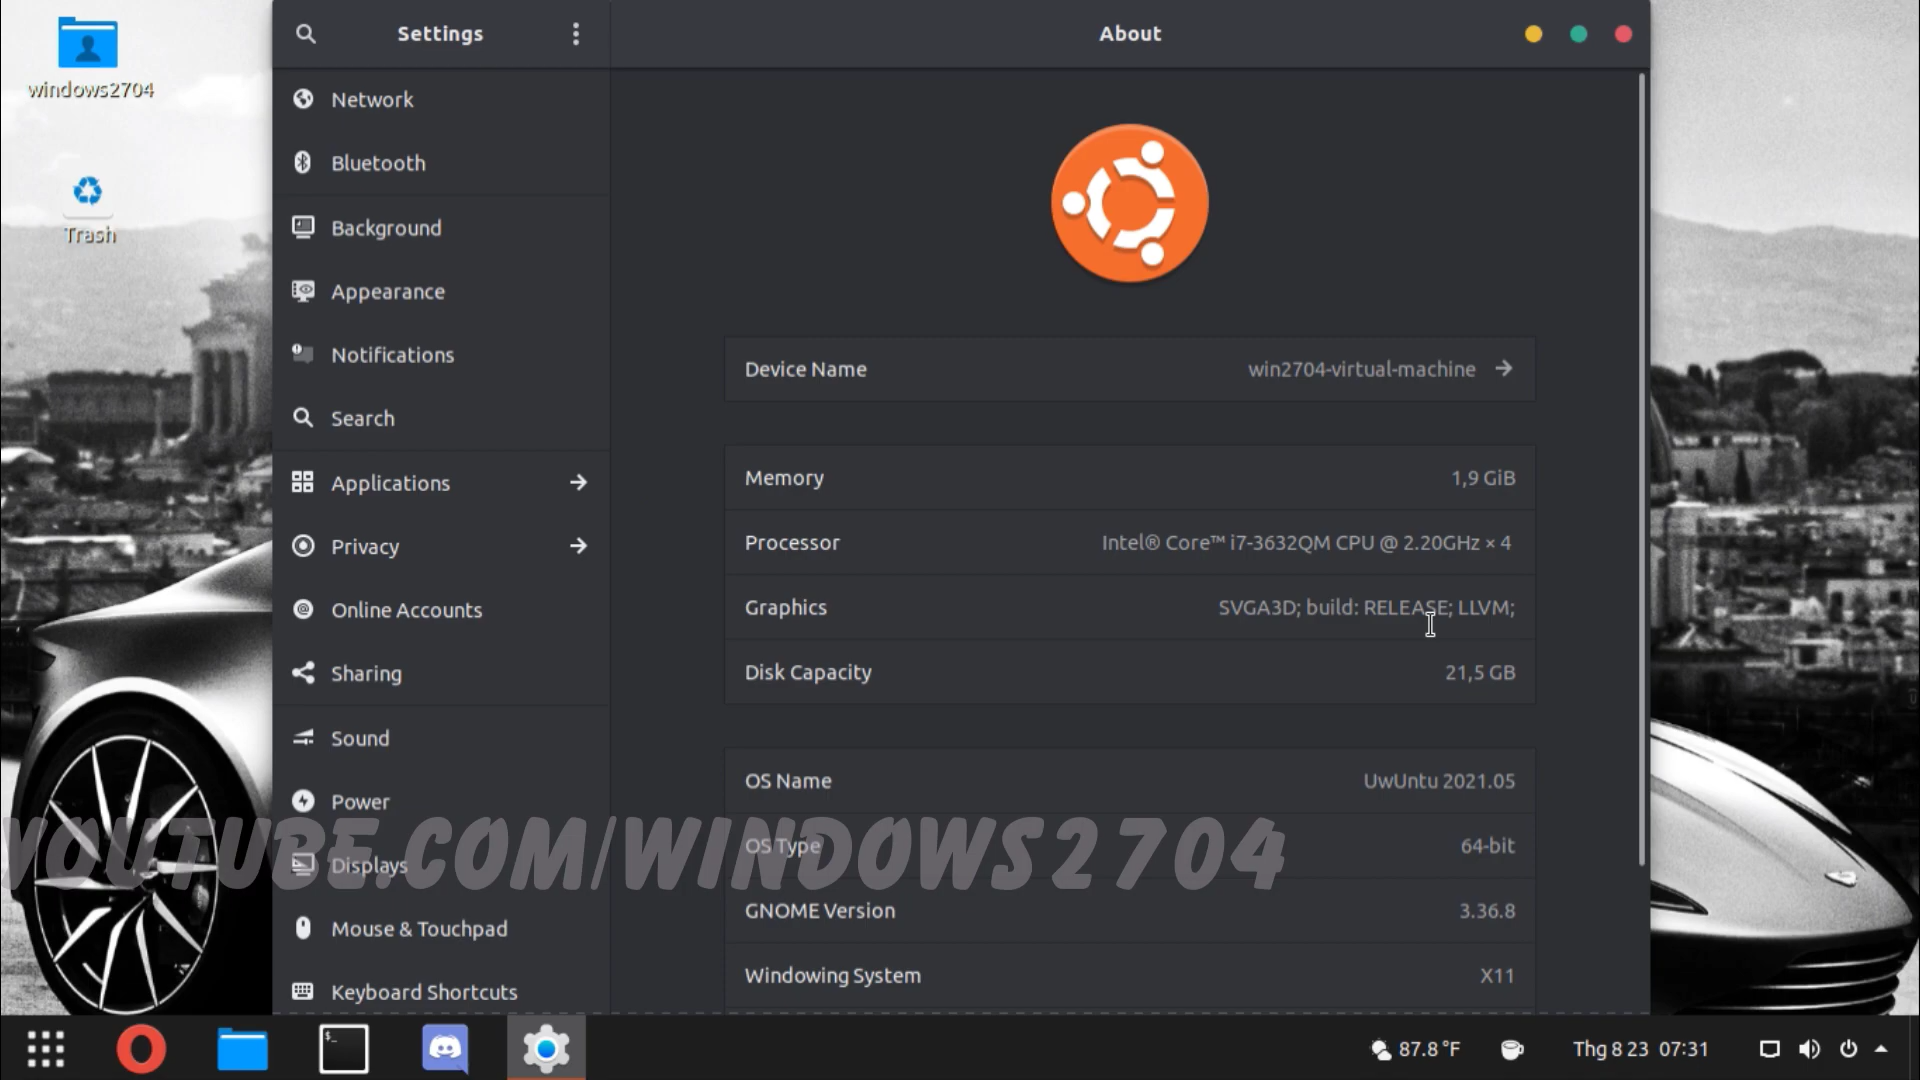 Settings
About
windows2704
Trash
Network
Bluetooth
Background
Appearance
Notifications
Search
Applications
Privacy
Online Accounts
Sharing
Sound
Power
Displays
Mouse & Touchpad
Keyboard Shortcuts
Device Name win2704-virtual-machine
Memory 1,9 GiB
Processor Intel® Core™ i7-3632QM CPU @ 2.20GHz × 4
Graphics SVGA3D; build: RELEASE; LLVM;
Disk Capacity 21,5 GB
OS Name UwUntu 2021.05
OS Type 64-bit
GNOME Version 3.36.8
Windowing System X11
YOUTUBE.COM/WINDOWS2704
$_
87.8 °F
Thg 8 23 07:31